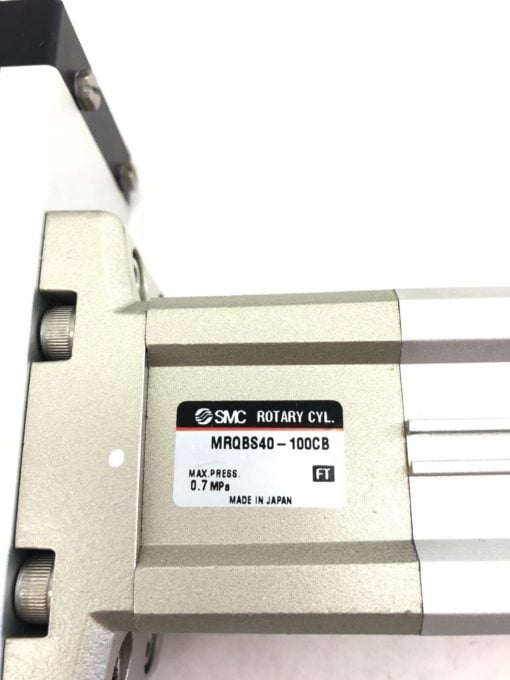 SMC ROTARY CYL.
MRQBS40-100CB
MAX.PRESS.
0.7 MPa
FT
MADE IN JAPAN